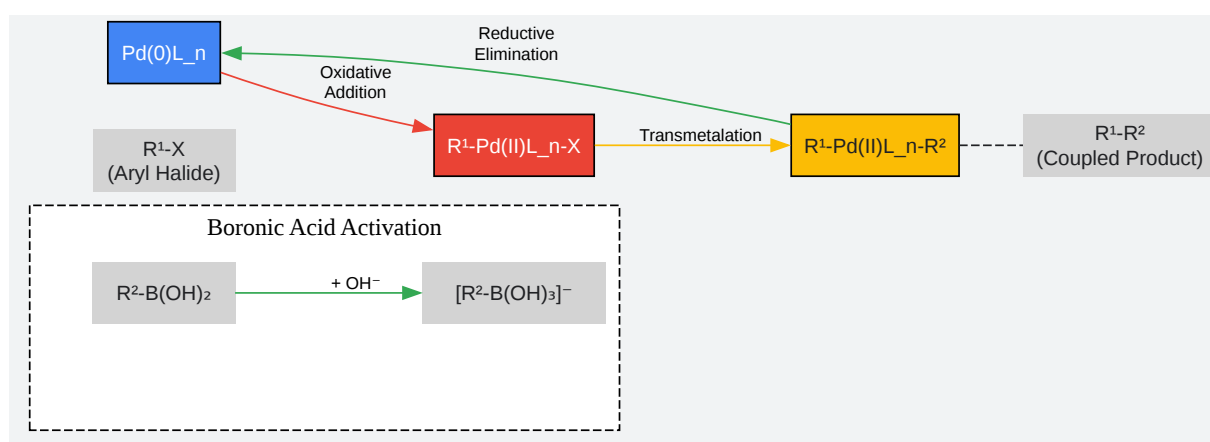 Pd(0)L_n
Reductive
Elimination
Oxidative
Addition
R¹-X
(Aryl Halide)
R¹-Pd(II)L_n-X
Transmetalation
R¹-Pd(II)L_n-R²
R¹-R²
(Coupled Product)
Boronic Acid Activation
R²-B(OH)₂
+ OH⁻
[R²-B(OH)₃]⁻